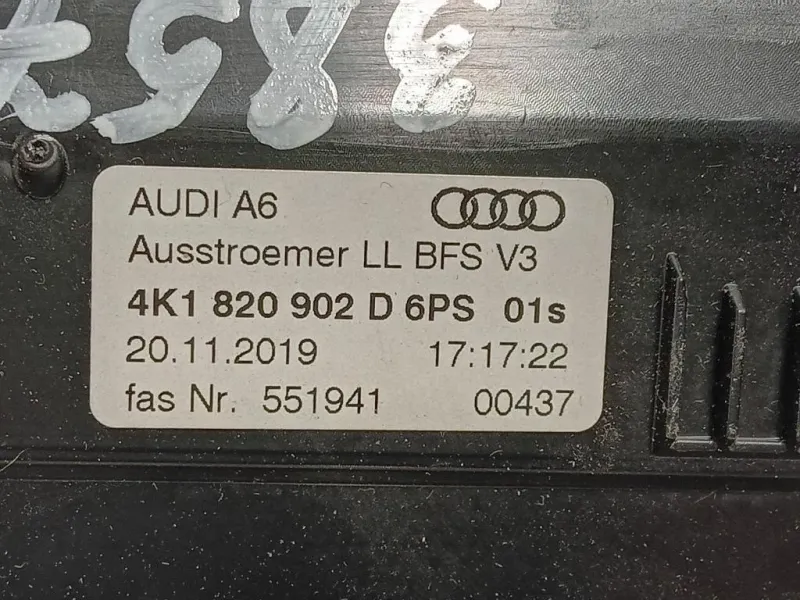 3857
AUDI A6
Ausstroemer LL BFS V3
4K1 820 902 D 6PS 01s
20.11.2019 17:17:22
fas Nr. 551941 00437